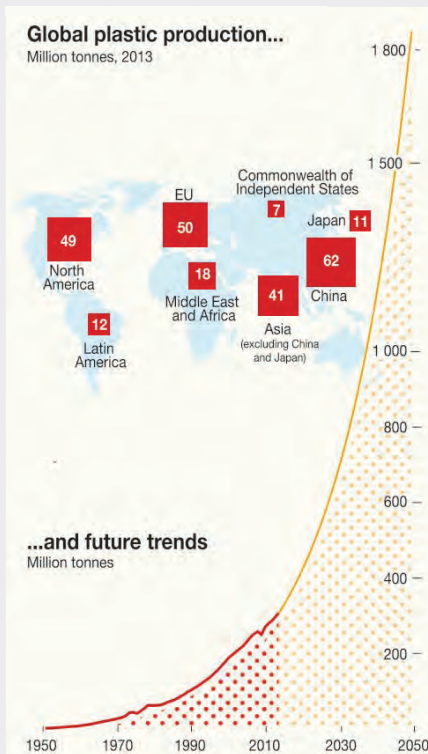 Global plastic production...
Million tonnes, 2013
1 800
1 500
Commonwealth of
Independent States
7
EU
50
Japan 11
49
North
America
18
Middle East
and Africa
62
China
41
Asia
(excluding China
and Japan)
12
Latin
America
1 000
800
600
...and future trends
Million tonnes
400
200
1950 1970 1990 2010 2030 2050